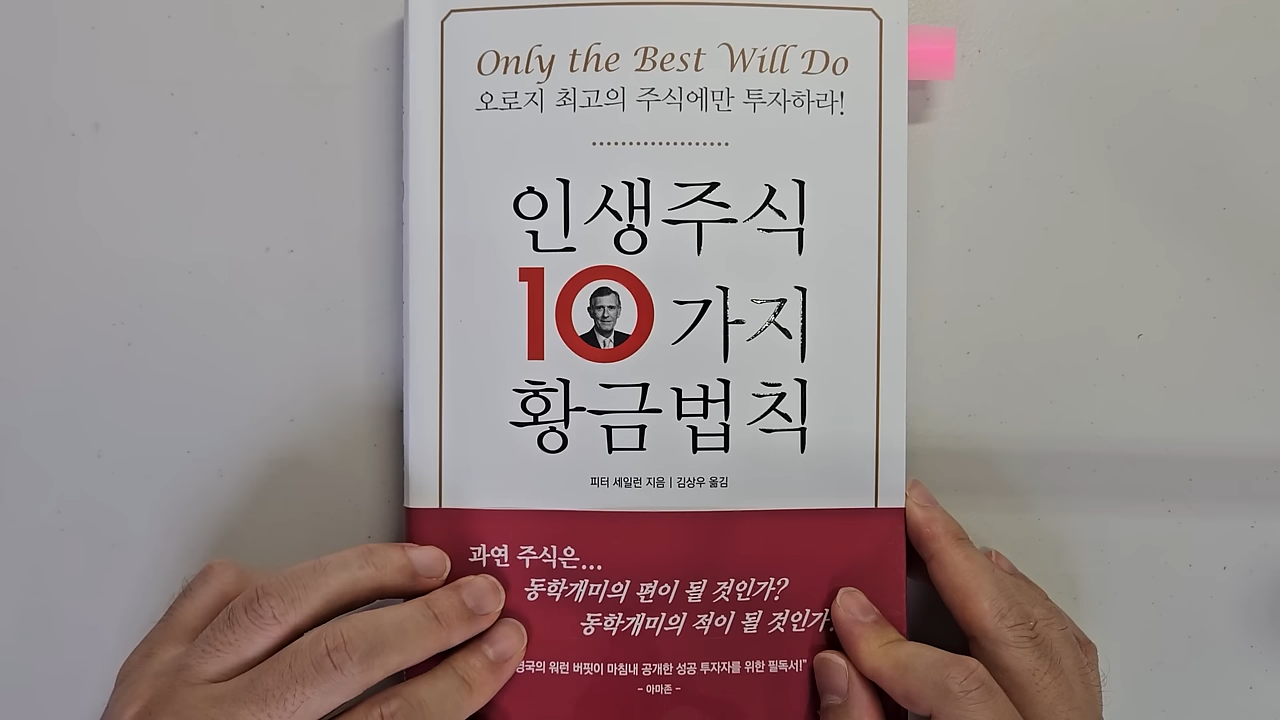 Only the Best Will Do
오로지 최고의 주식에만 투자하라!
인생주식
10가지
황금법칙
피터 세일런 지음 | 김상우 옮김
과연 주식은...
동학개미의 편이 될 것인가?
동학개미의 적이 될 것인가
워런 버핏이 마침내 공개한 성공 투자자를 위한 필독서!"
- 아마존 -